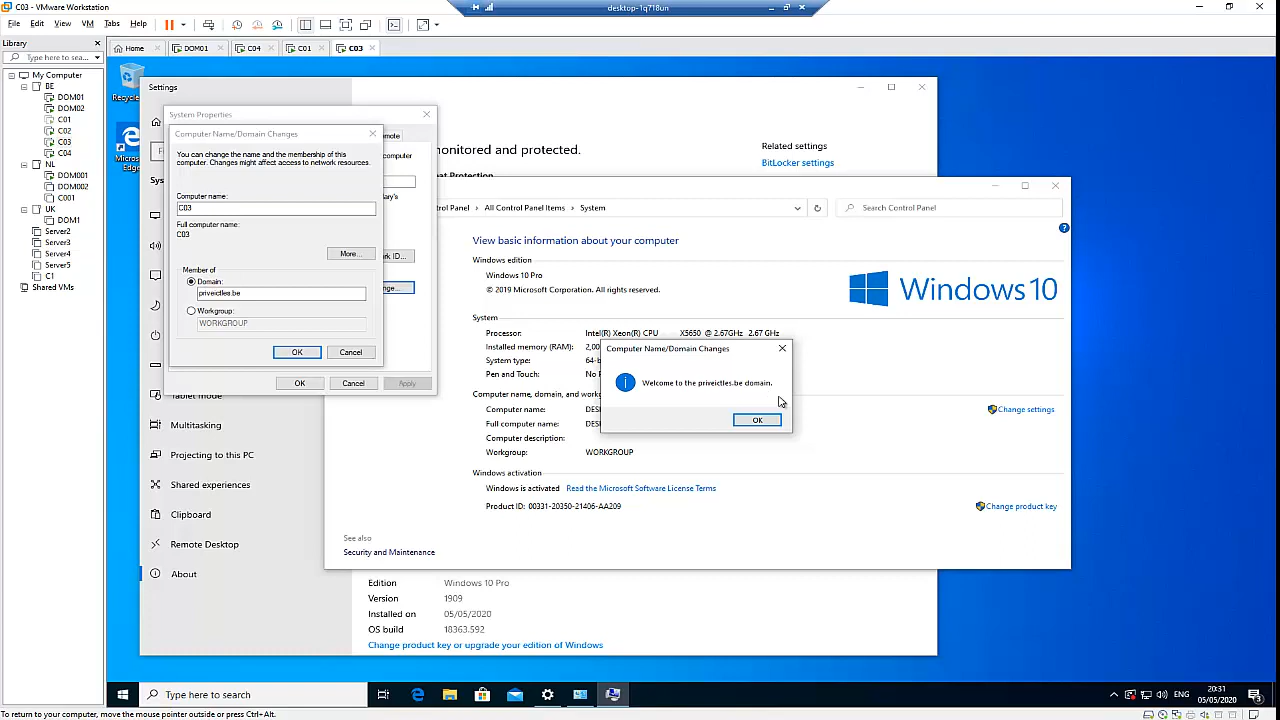 C03 - VMware Workstation
desktop-1q718un
File Edit View VM Tabs Help
Library
Type here to sea...
Home DOM01 C04 C01 C03
My Computer
BE
DOM01
DOM02
C01
C02
C03
C04
NL
DOM001
DOM002
C001
UK
DOM1
Server2
Server3
Server4
Server5
C1
Shared VMs
Recycle
Settings
System Properties
Computer Name/Domain Changes
You can change the name and the membership of this
computer. Changes might affect access to network resources.
Computer name:
C03
Full computer name:
C03
More...
Member of
Domain:
priveictles.be
Workgroup:
WORKGROUP
OK Cancel
OK Cancel Apply
Multitasking
Projecting to this PC
Shared experiences
Clipboard
Remote Desktop
About
monitored and protected.
Related settings
BitLocker settings
All Control Panel Items System
Search Control Panel
View basic information about your computer
Windows edition
Windows 10 Pro
© 2019 Microsoft Corporation. All rights reserved.
Windows 10
System
Processor: Intel(R) Xeon(R) CPU X5650 @ 2.67GHz 2.67 GHz
Installed memory (RAM): 2,00
System type: 64-b
Pen and Touch: No P
Computer name, domain, and work
Computer name: DES
Full computer name: DES
Computer description:
Workgroup: WORKGROUP
Change settings
Computer Name/Domain Changes
Welcome to the priveictles.be domain.
OK
Windows activation
Windows is activated Read the Microsoft Software License Terms
Product ID: 00331-20350-21406-AA209
Change product key
See also
Security and Maintenance
Edition Windows 10 Pro
Version 1909
Installed on 05/05/2020
OS build 18363.592
Change product key or upgrade your edition of Windows
Type here to search
ENG
20:31
05/05/2020
To return to your computer, move the mouse pointer outside or press Ctrl+Alt.